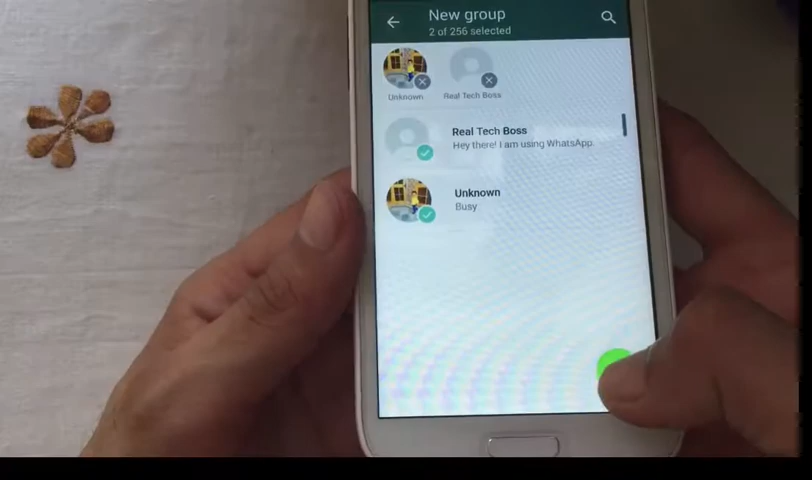 New group
2 of 256 selected
Unknown
Real Tech Boss
Real Tech Boss
Hey there! I am using WhatsApp.
Unknown
Busy